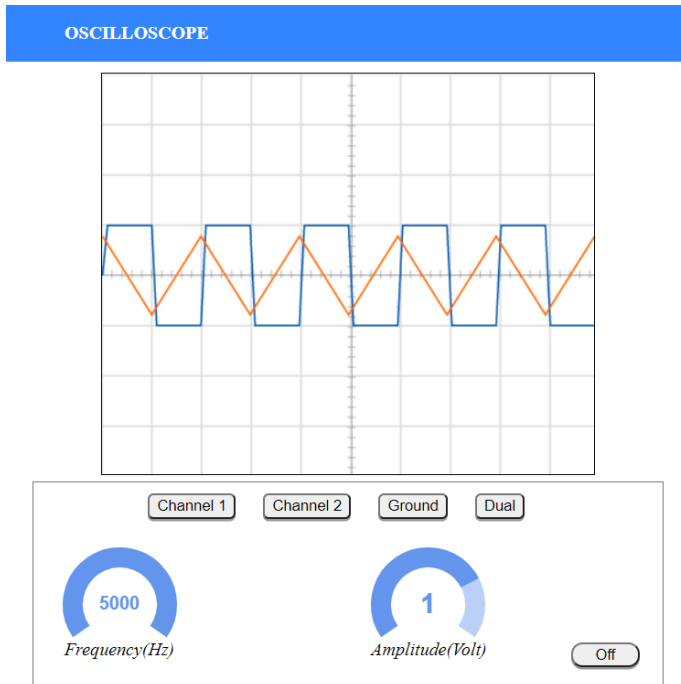 OSCILLOSCOPE
Channel 1 Channel 2 Ground Dual
5000 1
Frequency(Hz) Amplitude(Volt)
Off